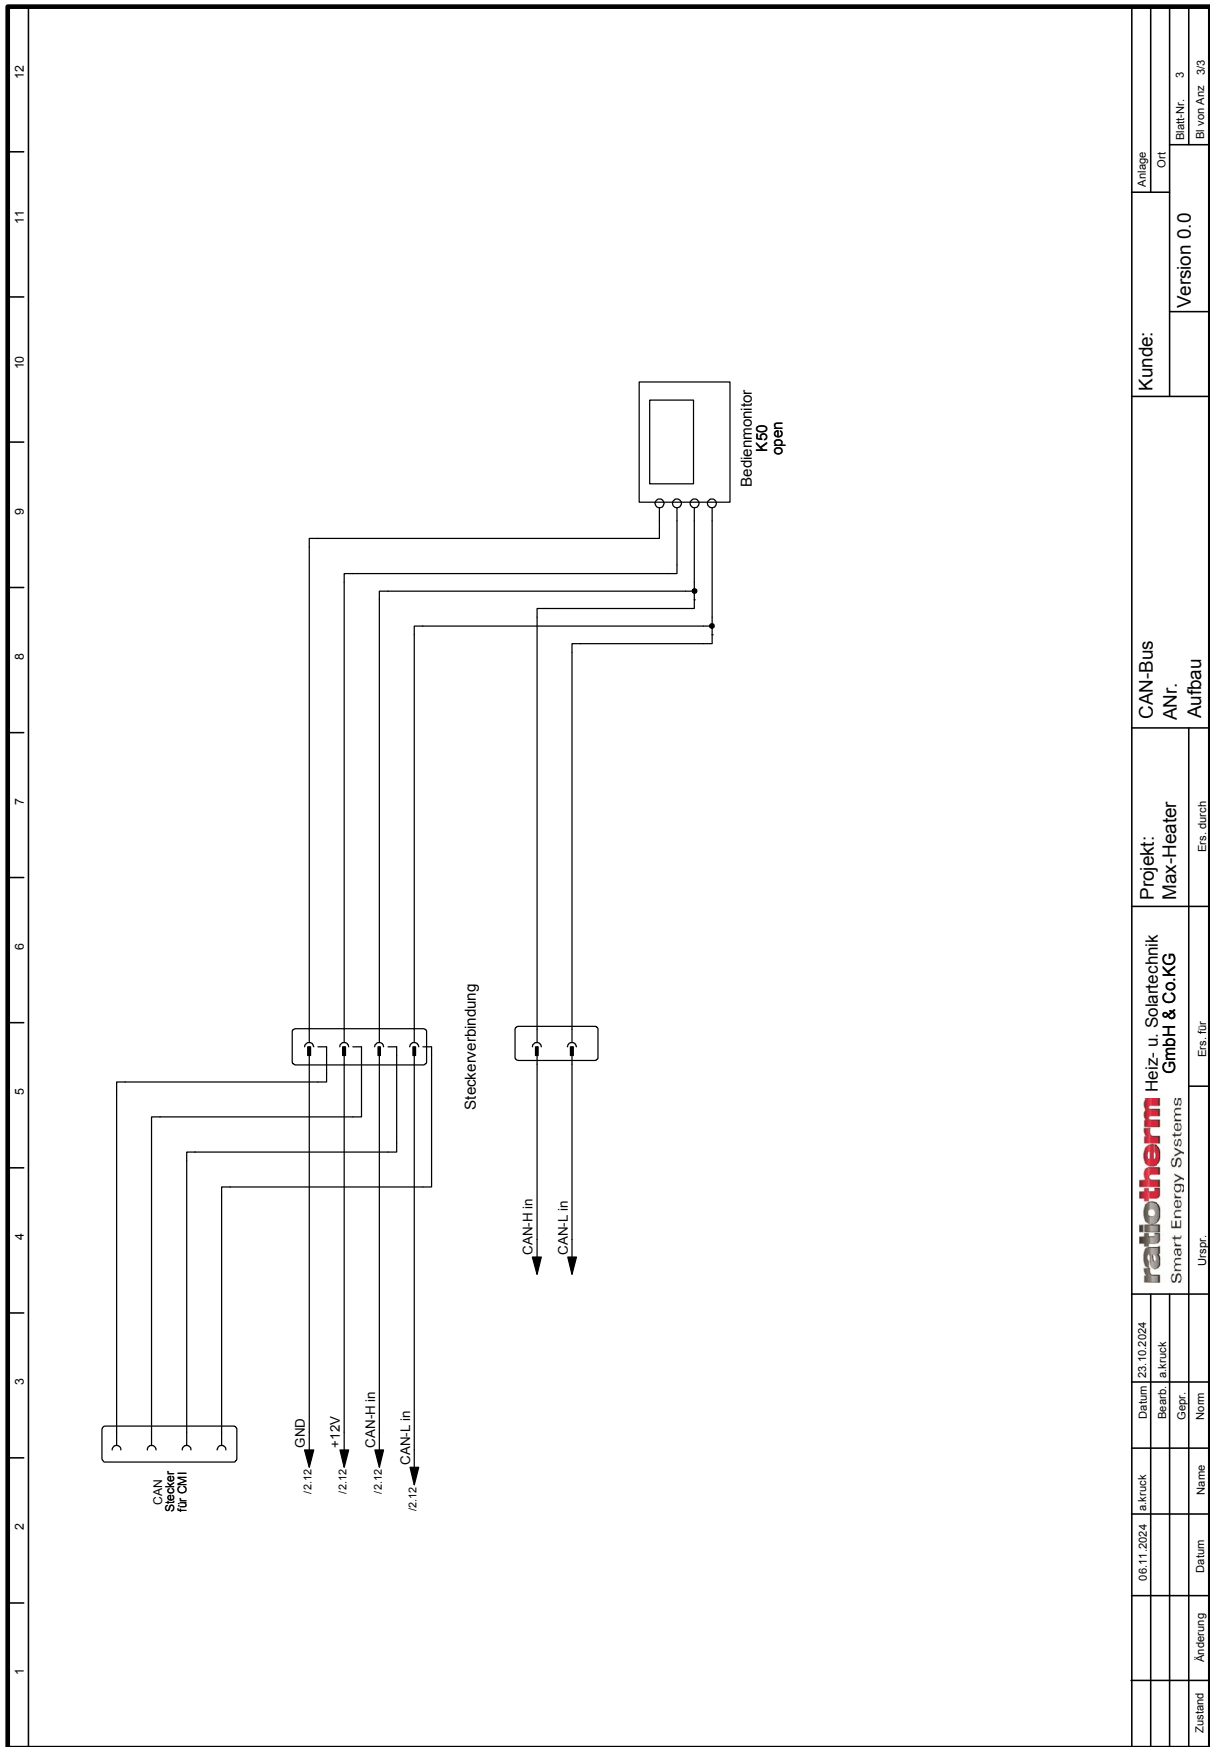 1 2 3 4 5 6 7 8 9 10 11 12
CAN
Stecker
für CMI
/2.12 GND
/2.12 +12V
/2.12 CAN-H in
/2.12 CAN-L in
Steckerverbindung
CAN-H in
CAN-L in
Bedienmonitor
K50
open
06.11.2024 a.kruck
Zustand Änderung Datum Name Norm
Datum 23.10.2024
Bearb. a.kruck
Gepr.
ratiotherm Heiz- u. Solartechnik
GmbH & Co.KG
Smart Energy Systems
Urspr. Ers. für Ers. durch
Projekt:
Max-Heater
CAN-Bus
ANr.
Aufbau
Kunde:
Version 0.0
Anlage
Ort
Blatt-Nr. 3
Bl von Anz 3/3